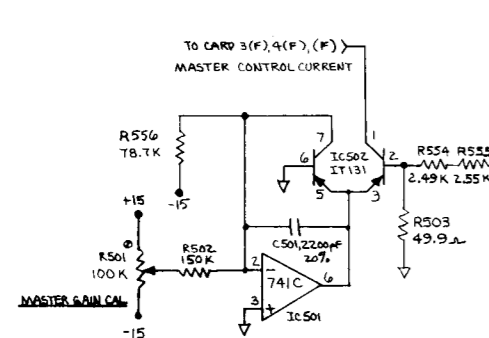 TO CARD 3(F), 4(F), (F)
MASTER CONTROL CURRENT
R556
78.7K
-15
7
1
6
IC502
IT131
2
5
3
R554
2.49K
R555
2.55K
R503
49.9Ω
+15
R501
100K
R502
150K
C501, 2200pF
20%
2
-
741C
6
3
+
IC501
MASTER GAIN CAL
-15